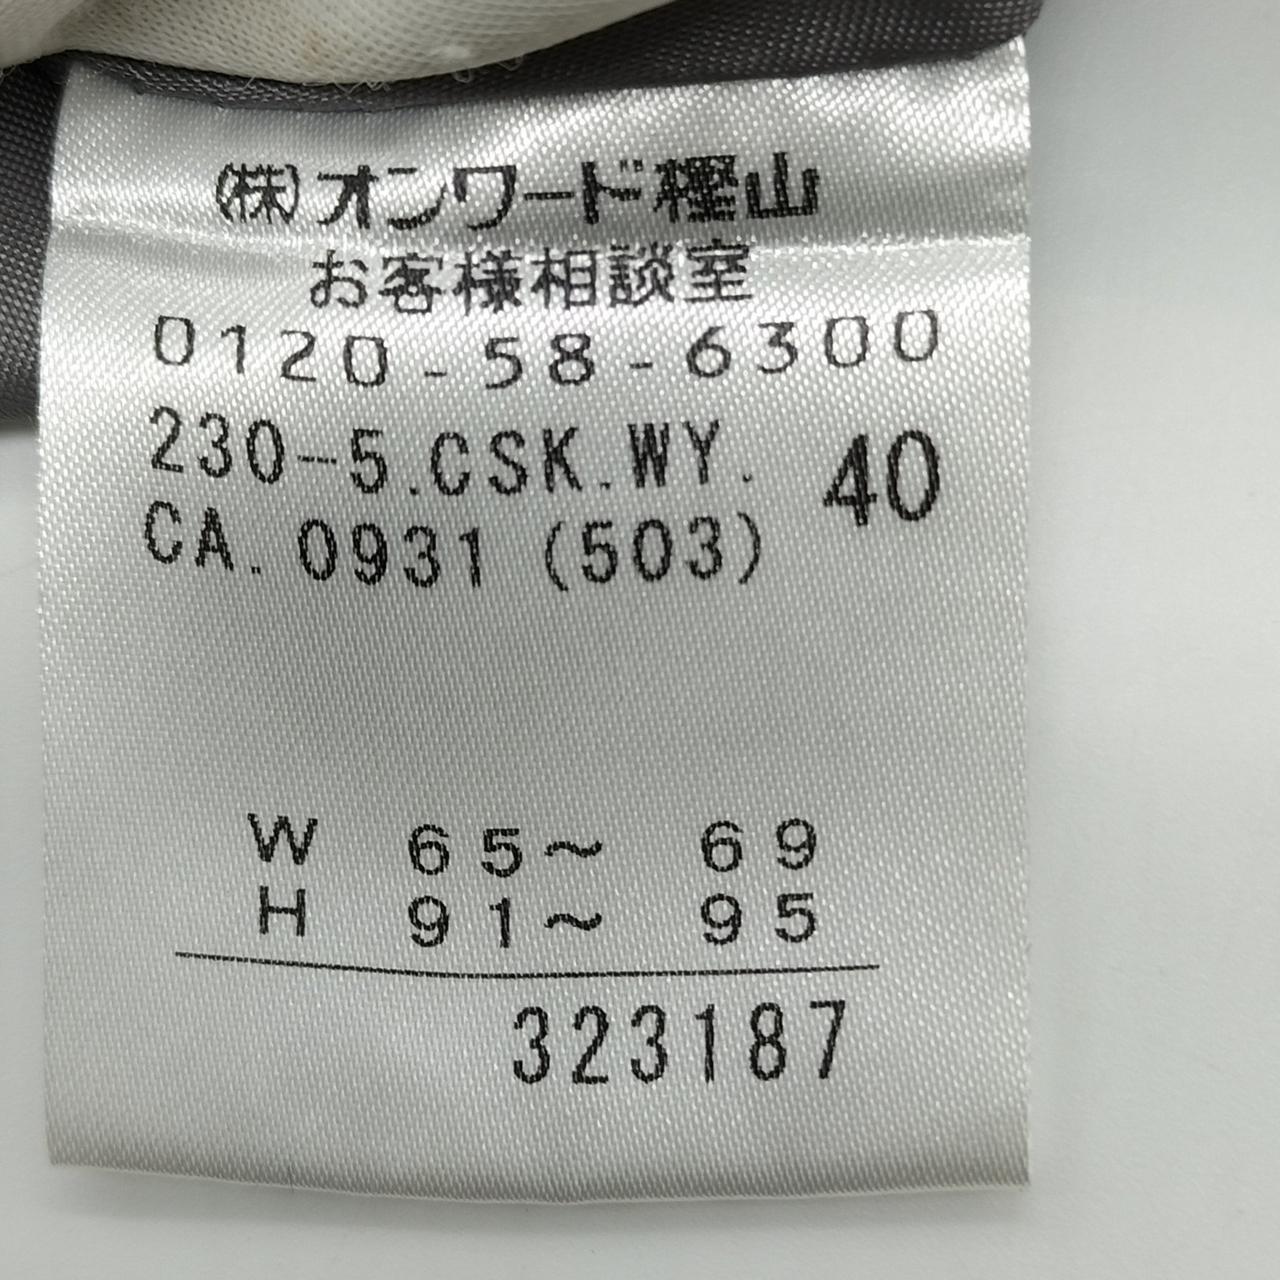 (株)オンワード樫山
お客様相談室
0120-58-6300
230-5.CSK.WY. 40
CA. 0931 (503)
W 65~ 69
H 91~ 95
323187